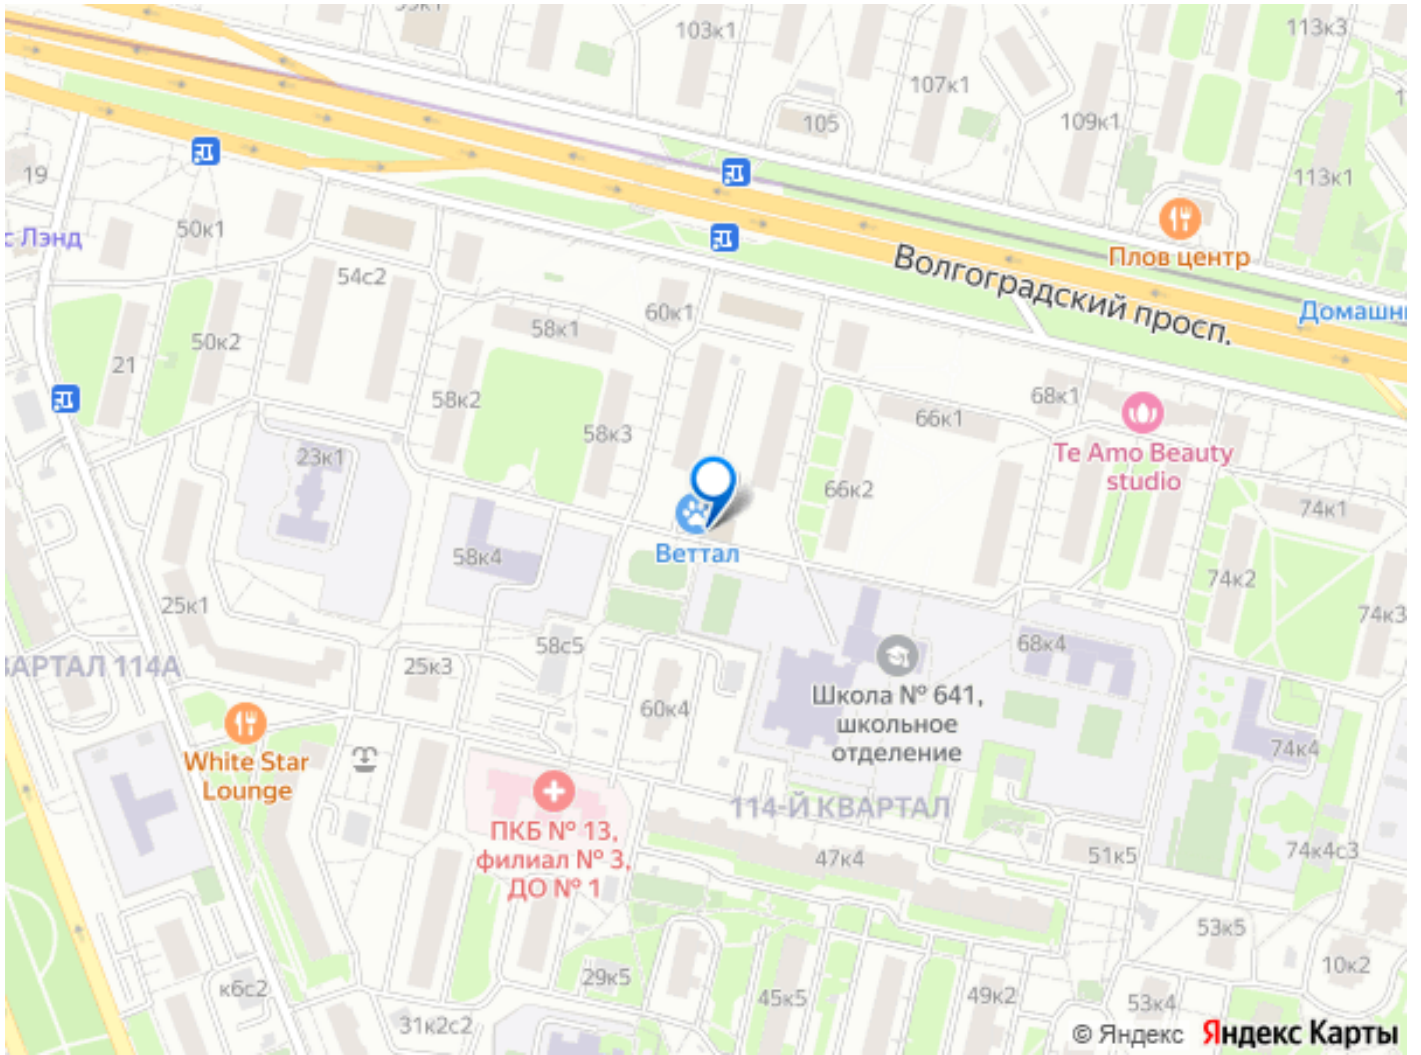 103к1
113к3
107к1
105
109к1
19
113к1
50к1
с Лэнд
Плов центр
54с2
Волгоградский просп.
60к1
Домашни
58к1
50к2
21
68к1
58к2
66к1
58к3
Te Amo Beauty
studio
23к1
66к2
74к1
Веттал
58к4
74к2
25к1
74к3
58с5
68к4
ВАРТАЛ 114А
25к3
Школа № 641,
школьное
отделение
60к4
White Star
Lounge
74к4
114-Й КВАРТАЛ
ПКБ № 13,
филиал № 3,
ДО № 1
47к4
51к5
74к4с3
53к5
10к2
29к5
к6с2
45к5
49к2
53к4
31к2с2
© Яндекс Яндекс Карты